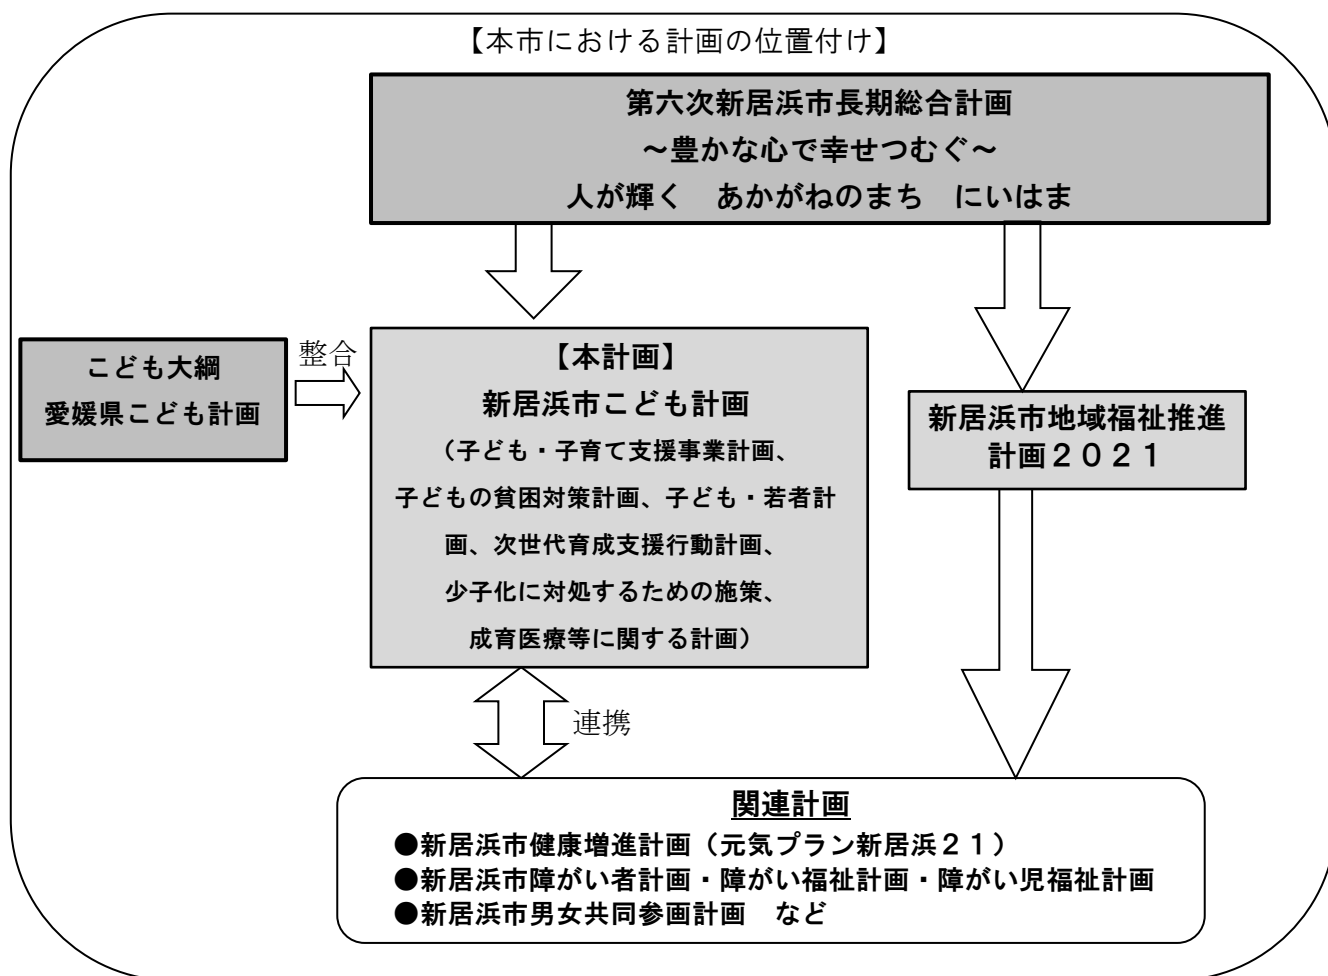 【本市における計画の位置付け】
第六次新居浜市長期総合計画
～豊かな心で幸せつむぐ～
人が輝く　あかがねのまち　にいはま
こども大綱
愛媛県こども計画
整合
【本計画】
新居浜市こども計画
（子ども・子育て支援事業計画、
子どもの貧困対策計画、子ども・若者計
画、次世代育成支援行動計画、
少子化に対処するための施策、
成育医療等に関する計画）
新居浜市地域福祉推進
計画２０２１
連携
関連計画
●新居浜市健康増進計画（元気プラン新居浜２１）
●新居浜市障がい者計画・障がい福祉計画・障がい児福祉計画
●新居浜市男女共同参画計画　など